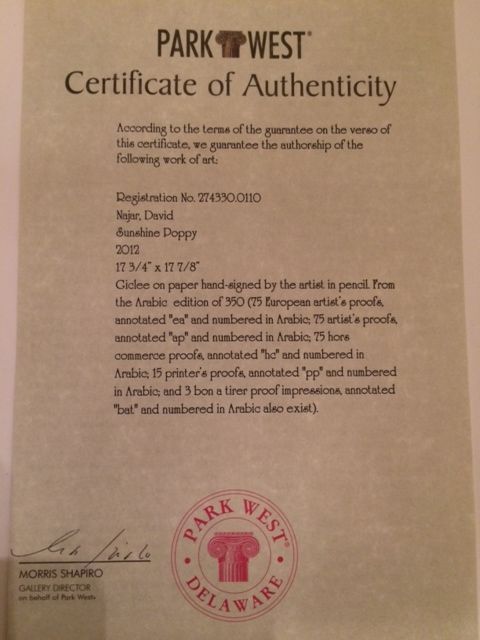 PARK WEST®
Certificate of Authenticity
According to the terms of the guarantee on the verso of
this certificate, we guarantee the authorship of the
following work of art:
Registration No. 274330.0110
Najar, David
Sunshine Poppy
2012
17 3/4" x 17 7/8"
Giclee on paper hand-signed by the artist in pencil. From
the Arabic edition of 350 (75 European artist's proofs,
annotated "ea" and numbered in Arabic; 75 artist's proofs,
annotated "ap" and numbered in Arabic; 75 hors
commerce proofs, annotated "hc" and numbered in
Arabic; 15 printer's proofs, annotated "pp" and numbered
in Arabic; and 3 bon a tirer proof impressions, annotated
"bat" and numbered in Arabic also exist).
MORRIS SHAPIRO
GALLERY DIRECTOR
on behalf of Park West®
PARK WEST®
DELAWARE